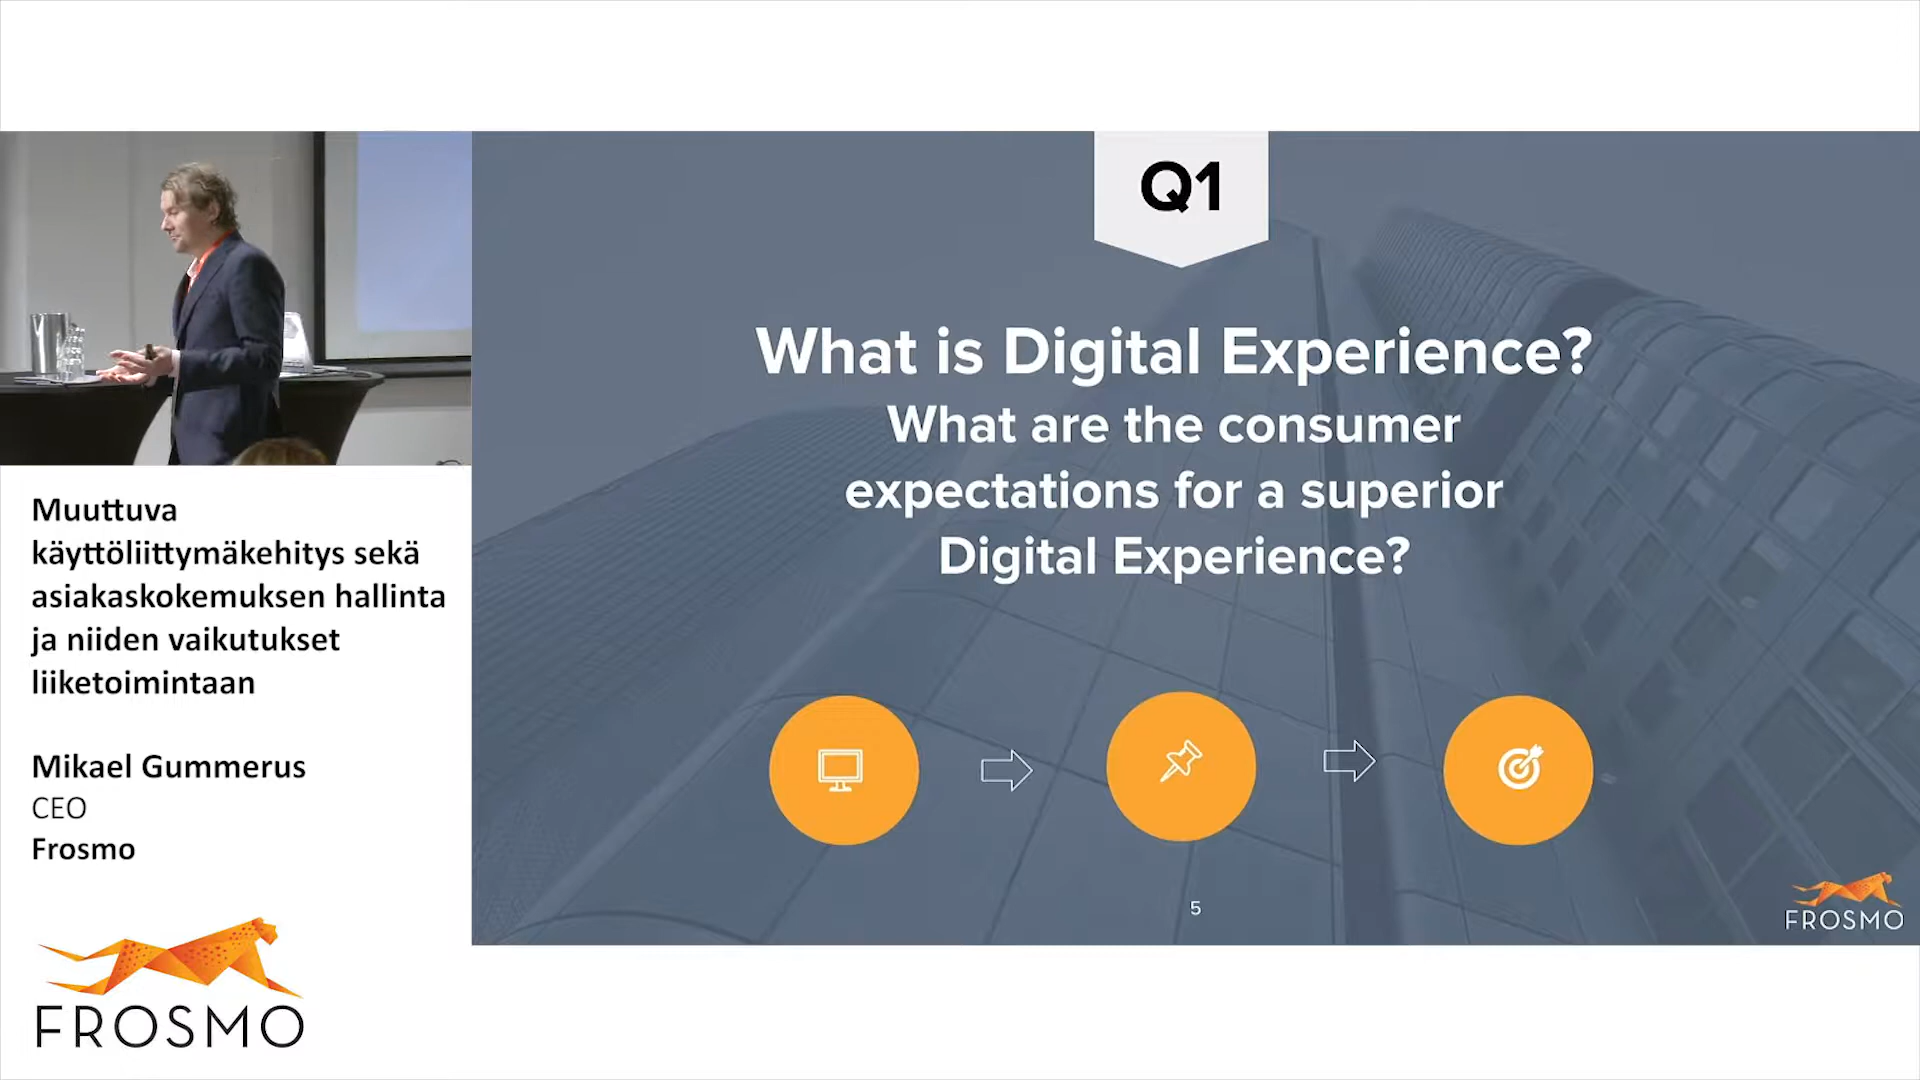 Q1
What is Digital Experience?
What are the consumer
expectations for a superior
Digital Experience?
5
FROSMO
Muuttuva
käyttöliittymäkehitys sekä
asiakaskokemuksen hallinta
ja niiden vaikutukset
liiketoimintaan
Mikael Gummerus
CEO
Frosmo
FROSMO